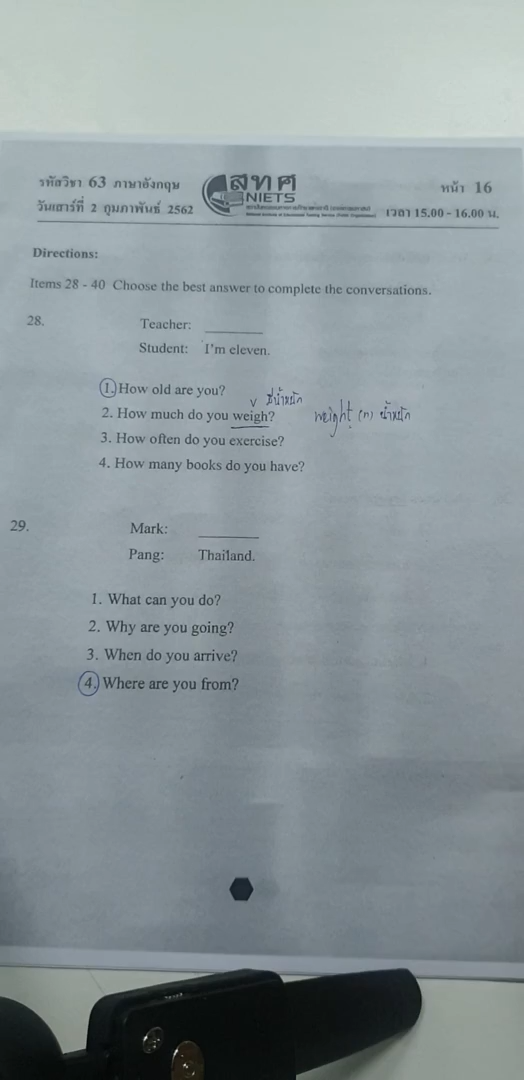 รหัสวิชา 63 ภาษาอังกฤษ
วันเสาร์ที่ 2 กุมภาพันธ์ 2562
สทศ
NIETS
หน้า 16
เวลา 15.00 - 16.00 น.
Directions:
Items 28 - 40 Choose the best answer to complete the conversations.
28. Teacher: ________
Student: I'm eleven.
1. How old are you?
v มีน้ำหนัก
2. How much do you weigh? weight (n) น้ำหนัก
3. How often do you exercise?
4. How many books do you have?
29. Mark: ________
Pang: Thailand.
1. What can you do?
2. Why are you going?
3. When do you arrive?
4. Where are you from?